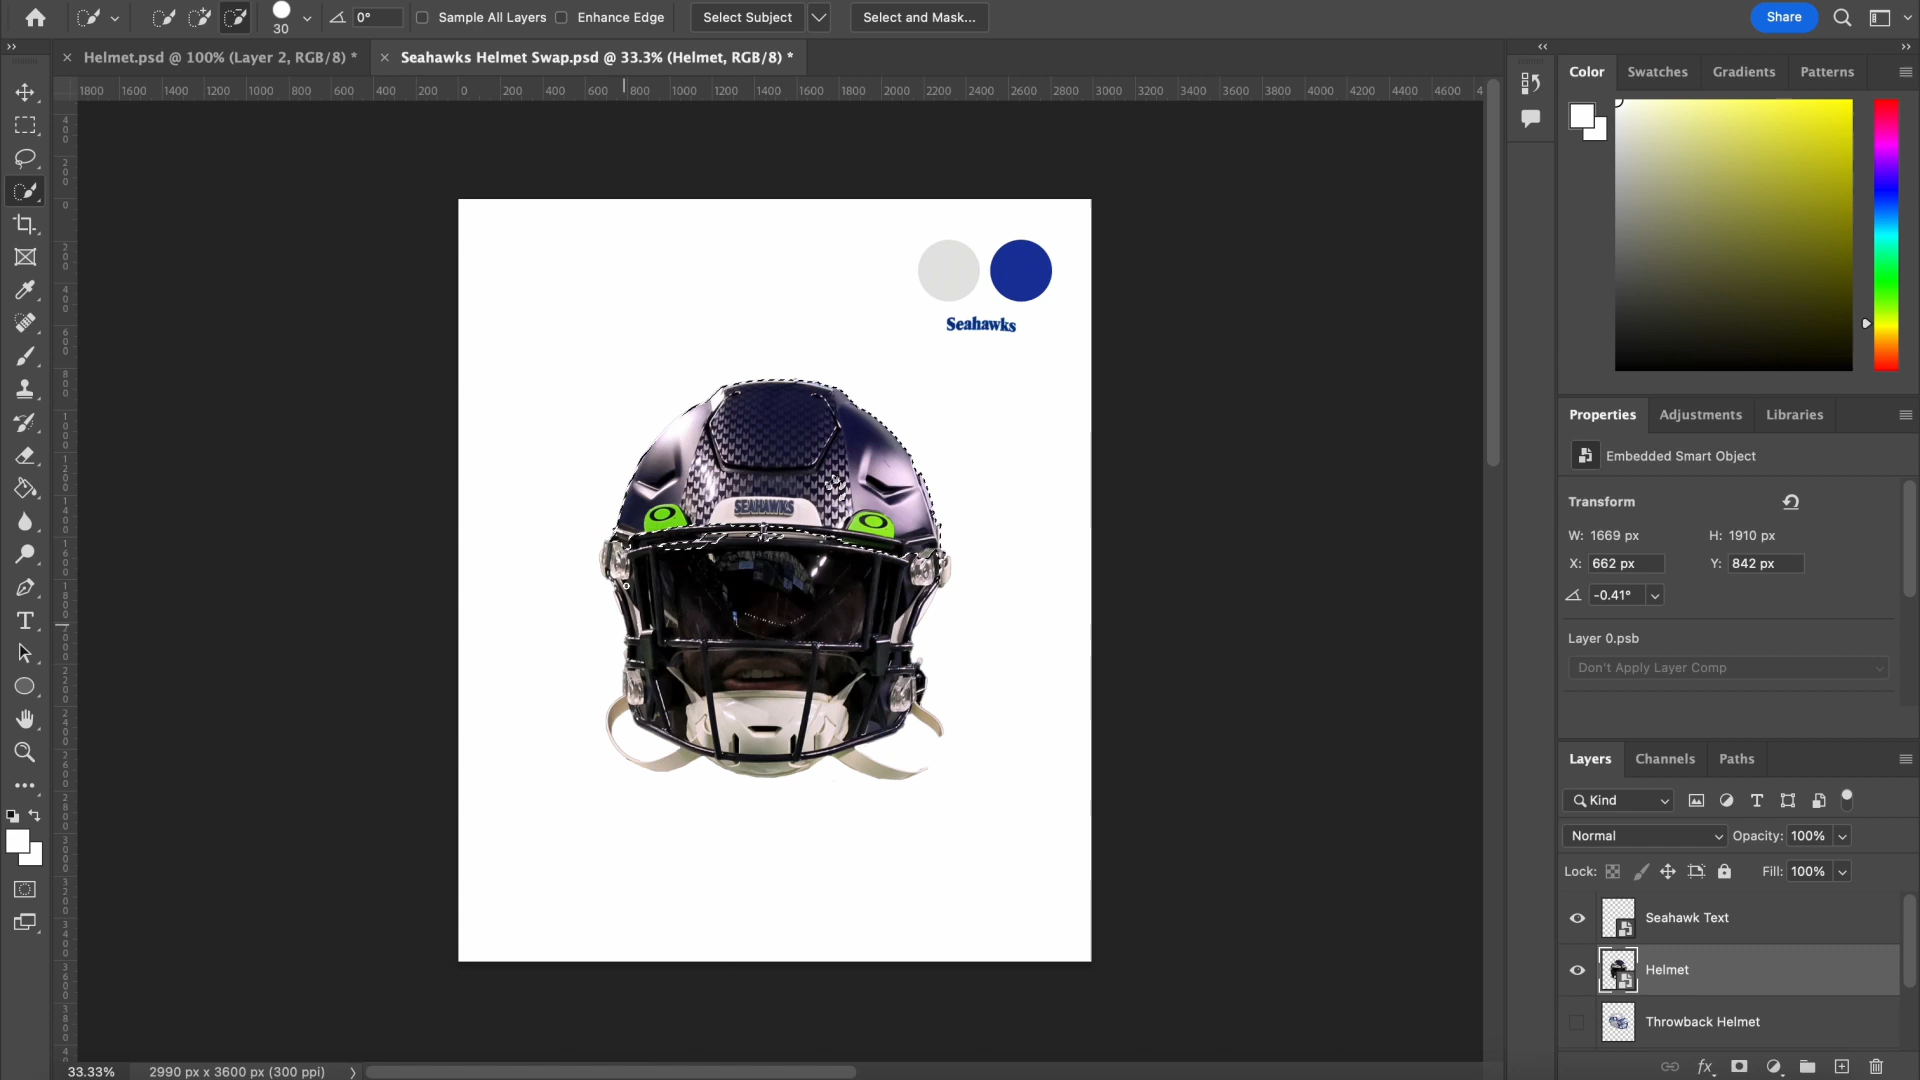 30
0°
Sample All Layers
Enhance Edge
Select Subject
Select and Mask...
Share
Helmet.psd @ 100% (Layer 2, RGB/8) *
Seahawks Helmet Swap.psd @ 33.3% (Helmet, RGB/8) *
1800 1600 1400 1200 1000 800 600 400 200 0 200 400 600 800 1000 1200 1400 1600 1800 2000 2200 2400 2600 2800 3000 3200 3400 3600 3800 4000 4200 4400 4600 4
Color Swatches Gradients Patterns
Seahawks
SEAHAWKS
Properties Adjustments Libraries
Embedded Smart Object
Transform
W: 1669 px H: 1910 px
X: 662 px Y: 842 px
-0.41°
Layer 0.psb
Don't Apply Layer Comp
Layers Channels Paths
Kind
Normal Opacity: 100%
Lock: Fill: 100%
Seahawk Text
Helmet
Throwback Helmet
fx
33.33% 2990 px x 3600 px (300 ppi)